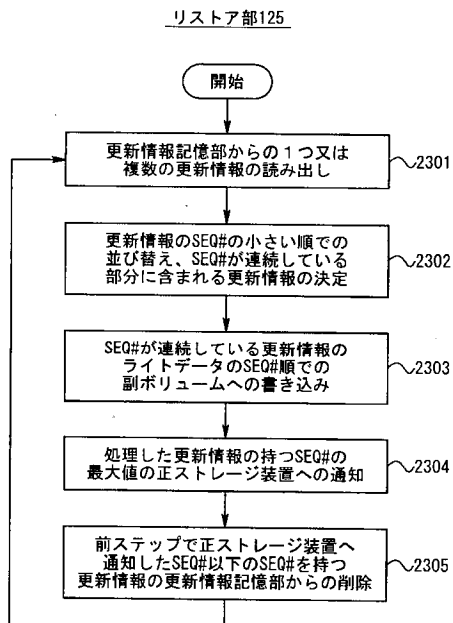 リストア部125
開始
更新情報記憶部からの1つ又は
複数の更新情報の読み出し
2301
更新情報のSEQ#の小さい順での
並び替え、SEQ#が連続している
部分に含まれる更新情報の決定
2302
SEQ#が連続している更新情報の
ライトデータのSEQ#順での
副ボリュームへの書き込み
2303
処理した更新情報の持つSEQ#の
最大値の正ストレージ装置への通知
2304
前ステップで正ストレージ装置へ
通知したSEQ#以下のSEQ#を持つ
更新情報の更新情報記憶部からの削除
2305